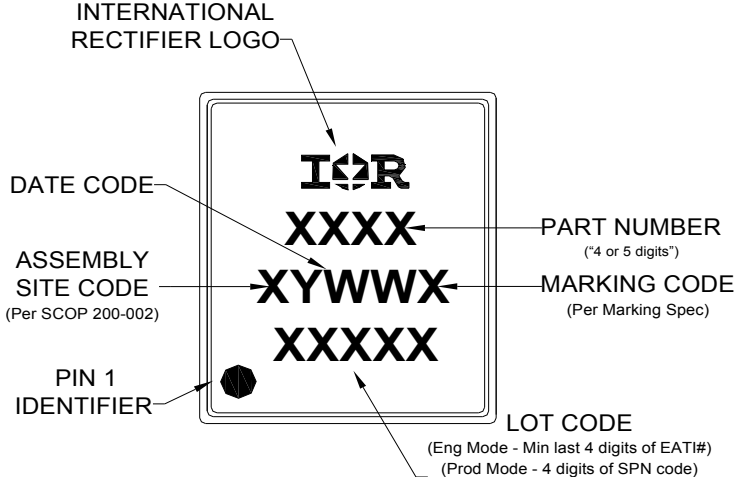 INTERNATIONAL
RECTIFIER LOGO
IOR
DATE CODE
XXXX
PART NUMBER
(“4 or 5 digits”)
ASSEMBLY
SITE CODE
(Per SCOP 200-002)
XYWWX
MARKING CODE
(Per Marking Spec)
XXXXX
PIN 1
IDENTIFIER
LOT CODE
(Eng Mode - Min last 4 digits of EATI#)
(Prod Mode - 4 digits of SPN code)